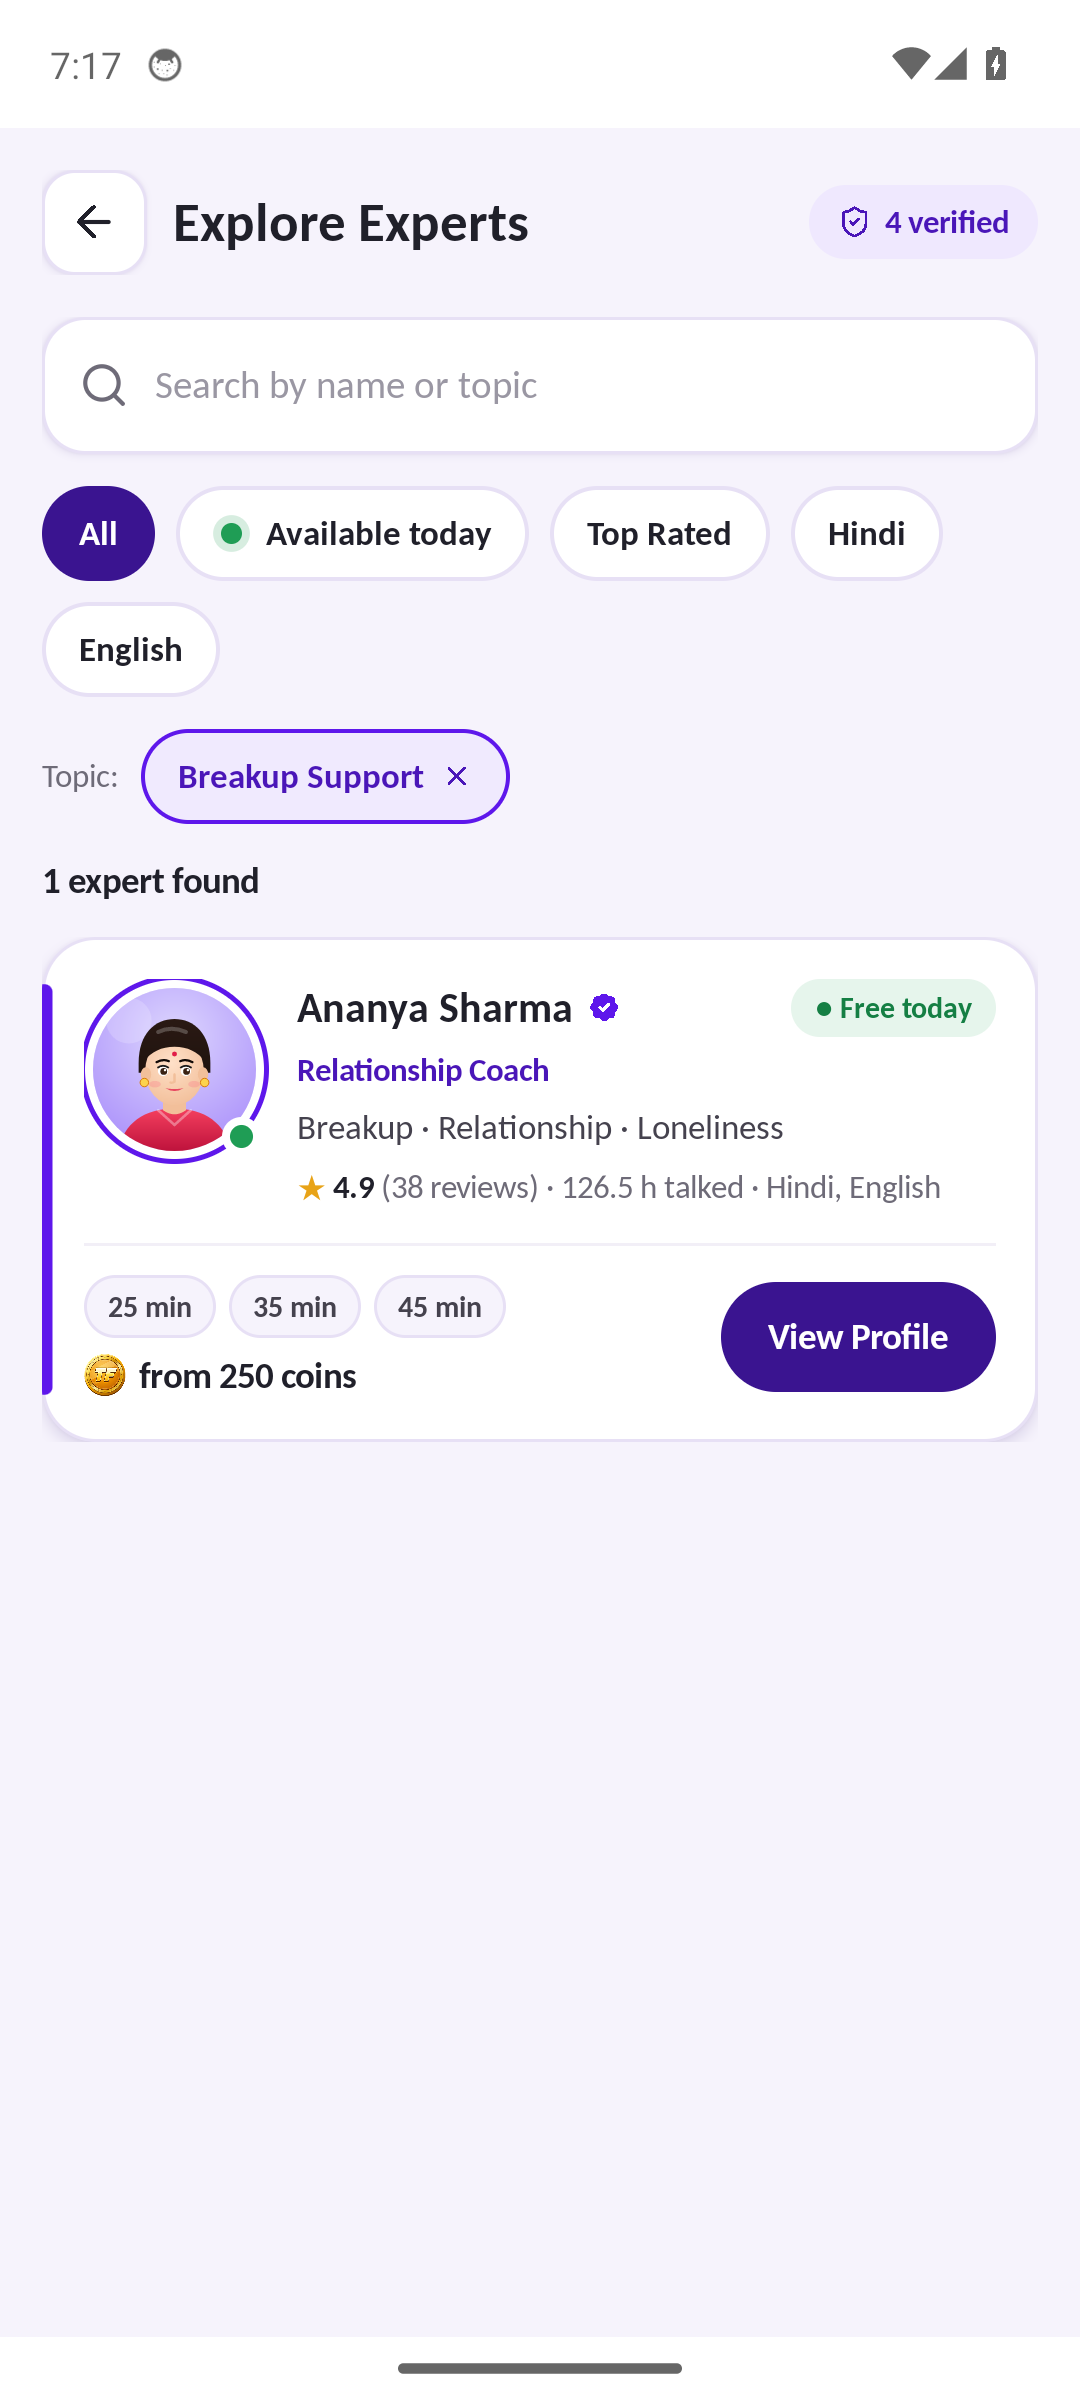 7:17
Explore Experts
4 verified
Search by name or topic
All
Available today
Top Rated
Hindi
English
Topic:
Breakup Support
1 expert found
Ananya Sharma
Free today
Relationship Coach
Breakup · Relationship · Loneliness
★ 4.9 (38 reviews) · 126.5 h talked · Hindi, English
25 min
35 min
45 min
from 250 coins
View Profile